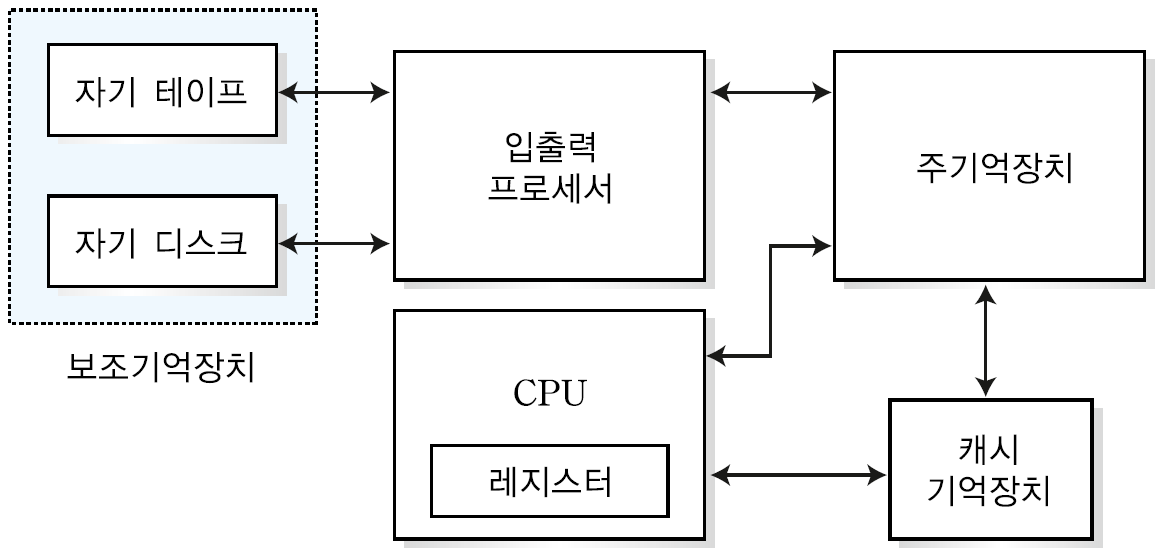 자기 테이프
자기 디스크
보조기억장치
입출력
프로세서
주기억장치
CPU
레지스터
캐시
기억장치